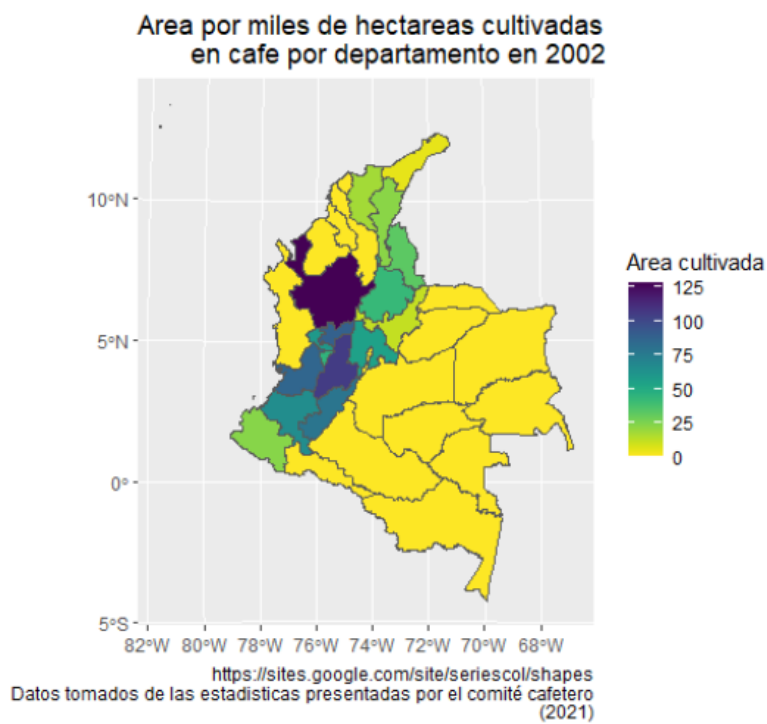 Area por miles de hectareas cultivadas
en cafe por departamento en 2002
10°N
5°N
0°
5°S
82°W 80°W 78°W 76°W 74°W 72°W 70°W 68°W
Area cultivada
125
100
75
50
25
0
https://sites.google.com/site/seriescol/shapes
Datos tomados de las estadisticas presentadas por el comité cafetero
(2021)